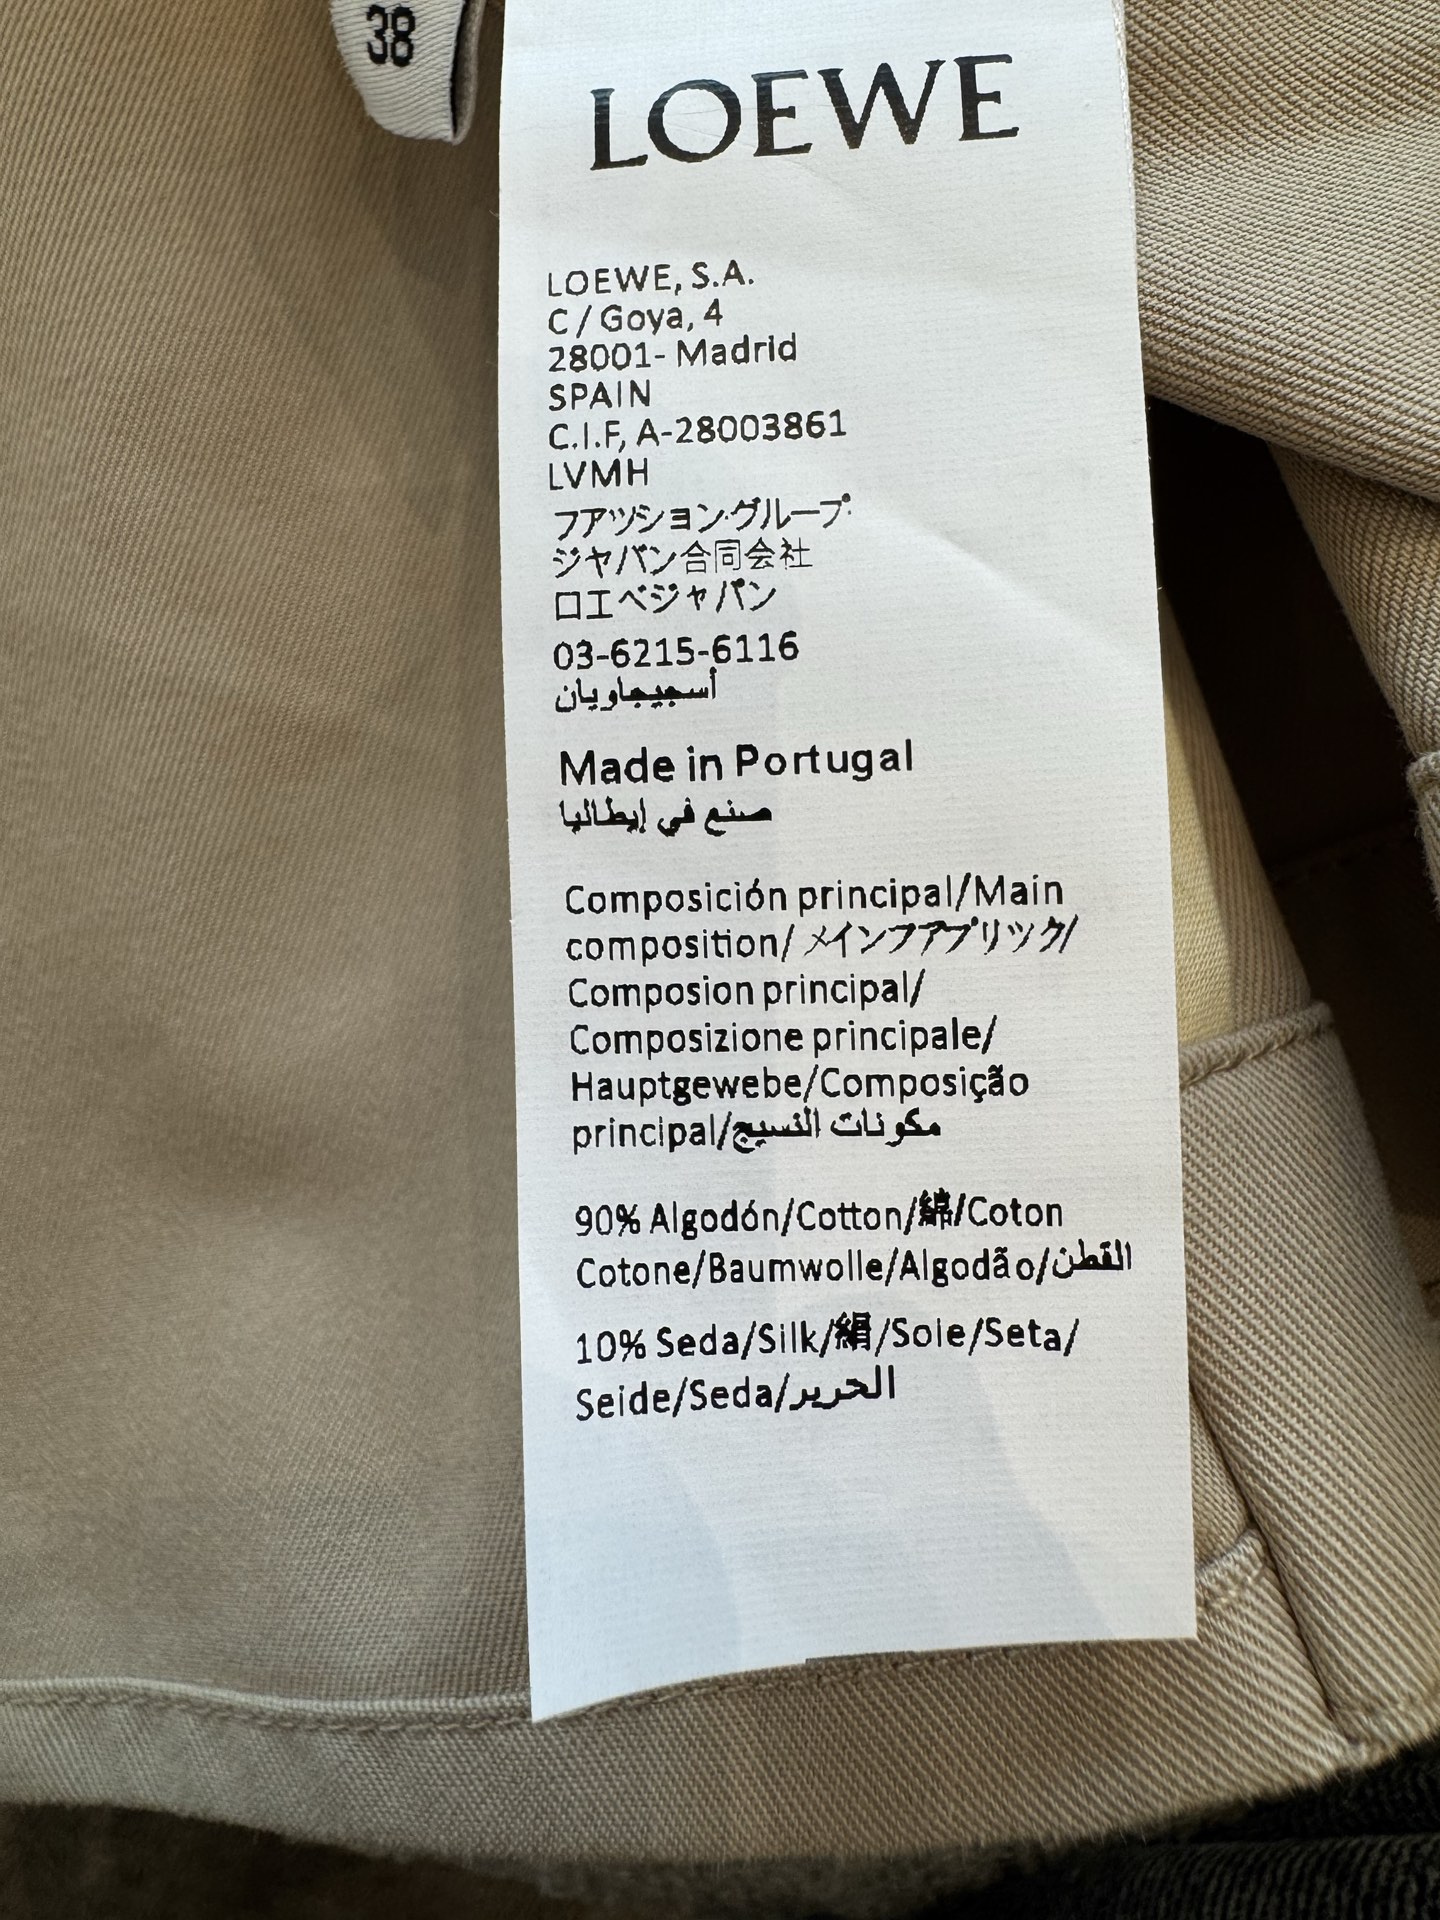 38
LOEWE
LOEWE, S.A.
C / Goya, 4
28001- Madrid
SPAIN
C.I.F, A-28003861
LVMH
フアツション·グループ
ジャパン合同会社
ロエベジャパン
03-6215-6116
أسجيجاويان
Made in Portugal
صنع في إيطاليا
Composición principal/Main
composition/メインフアブリック/
Composion principal/
Composizione principale/
Hauptgewebe/Composição
principal/مكونات النسيج
90% Algodón/Cotton/綿/Coton
Cotone/Baumwolle/Algodão/القطن
10% Seda/Silk/絹/Soie/Seta/
Seide/Seda/الحرير